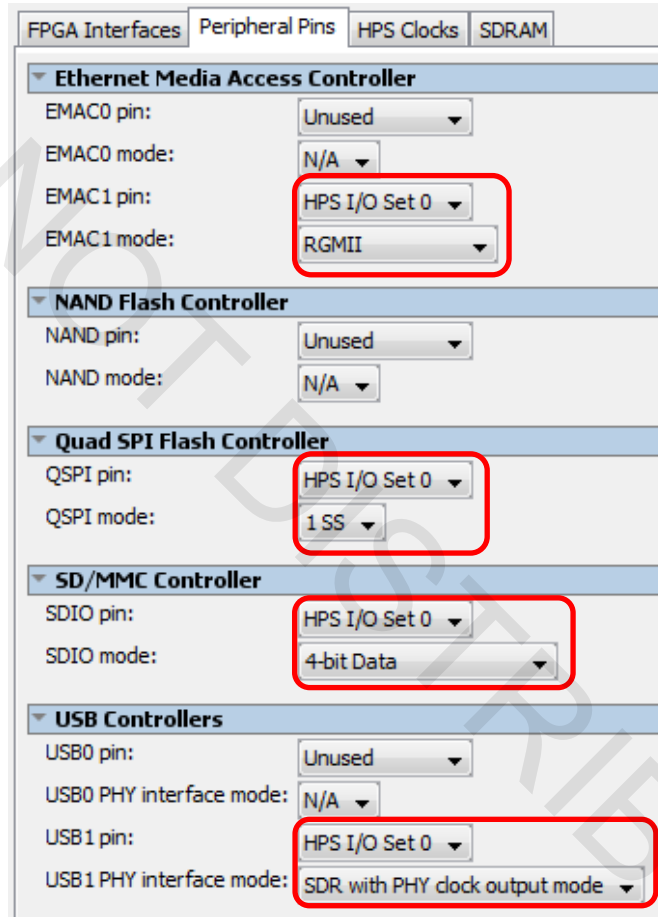 FPGA Interfaces Peripheral Pins HPS Clocks SDRAM
Ethernet Media Access Controller
EMAC0 pin: Unused
EMAC0 mode: N/A
EMAC1 pin: HPS I/O Set 0
EMAC1 mode: RGMII
NAND Flash Controller
NAND pin: Unused
NAND mode: N/A
Quad SPI Flash Controller
QSPI pin: HPS I/O Set 0
QSPI mode: 1 SS
SD/MMC Controller
SDIO pin: HPS I/O Set 0
SDIO mode: 4-bit Data
USB Controllers
USB0 pin: Unused
USB0 PHY interface mode: N/A
USB1 pin: HPS I/O Set 0
USB1 PHY interface mode: SDR with PHY clock output mode
NOT DISTRIB